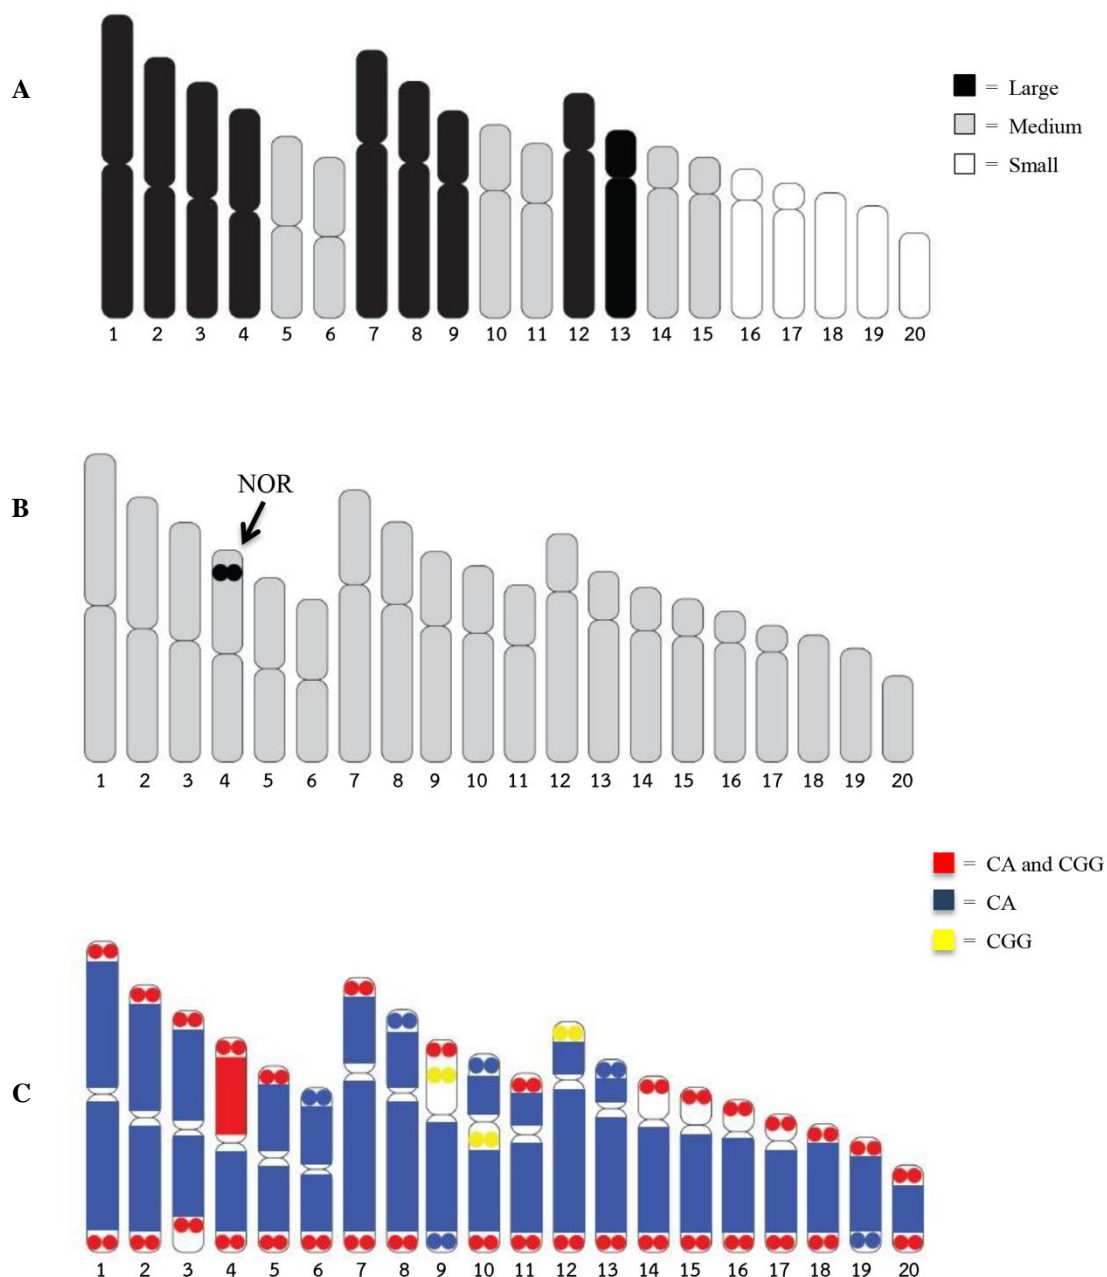 A
= Large
= Medium
= Small
1 2 3 4 5 6 7 8 9 10 11 12 13 14 15 16 17 18 19 20
B
NOR
1 2 3 4 5 6 7 8 9 10 11 12 13 14 15 16 17 18 19 20
= CA and CGG
= CA
= CGG
C
1 2 3 4 5 6 7 8 9 10 11 12 13 14 15 16 17 18 19 20